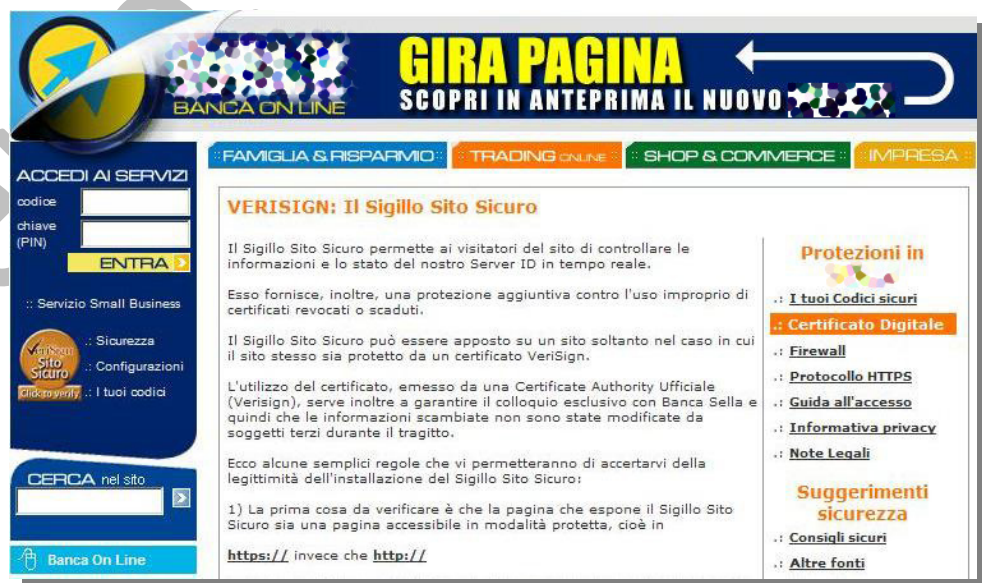 GIRA PAGINA
SCOPRI IN ANTEPRIMA IL NUOVO
BANCA ON LINE
FAMIGLIA & RISPARMIO
TRADING ONLINE
SHOP & COMMERCE
IMPRESA
ACCEDI AI SERVIZI
codice
chiave
(PIN)
ENTRA
:: Servizio Small Business
VeriSign
Sito
Sicuro
Click to verify
.: Sicurezza
.: Configurazioni
.: I tuoi codici
CERCA nel sito
Banca On Line
VERISIGN: Il Sigillo Sito Sicuro
Il Sigillo Sito Sicuro permette ai visitatori del sito di controllare le
informazioni e lo stato del nostro Server ID in tempo reale.
Esso fornisce, inoltre, una protezione aggiuntiva contro l'uso improprio di
certificati revocati o scaduti.
Il Sigillo Sito Sicuro può essere apposto su un sito soltanto nel caso in cui
il sito stesso sia protetto da un certificato VeriSign.
L'utilizzo del certificato, emesso da una Certificate Authority Ufficiale
(Verisign), serve inoltre a garantire il colloquio esclusivo con Banca Sella e
quindi che le informazioni scambiate non sono state modificate da
soggetti terzi durante il tragitto.
Ecco alcune semplici regole che vi permetteranno di accertarvi della
legittimità dell'installazione del Sigillo Sito Sicuro:
1) La prima cosa da verificare è che la pagina che espone il Sigillo Sito
Sicuro sia una pagina accessibile in modalità protetta, cioè in
https:// invece che http://
Protezioni in
.: I tuoi Codici sicuri
.: Certificato Digitale
.: Firewall
.: Protocollo HTTPS
.: Guida all'accesso
.: Informativa privacy
.: Note Legali
Suggerimenti
sicurezza
.: Consigli sicuri
.: Altre fonti